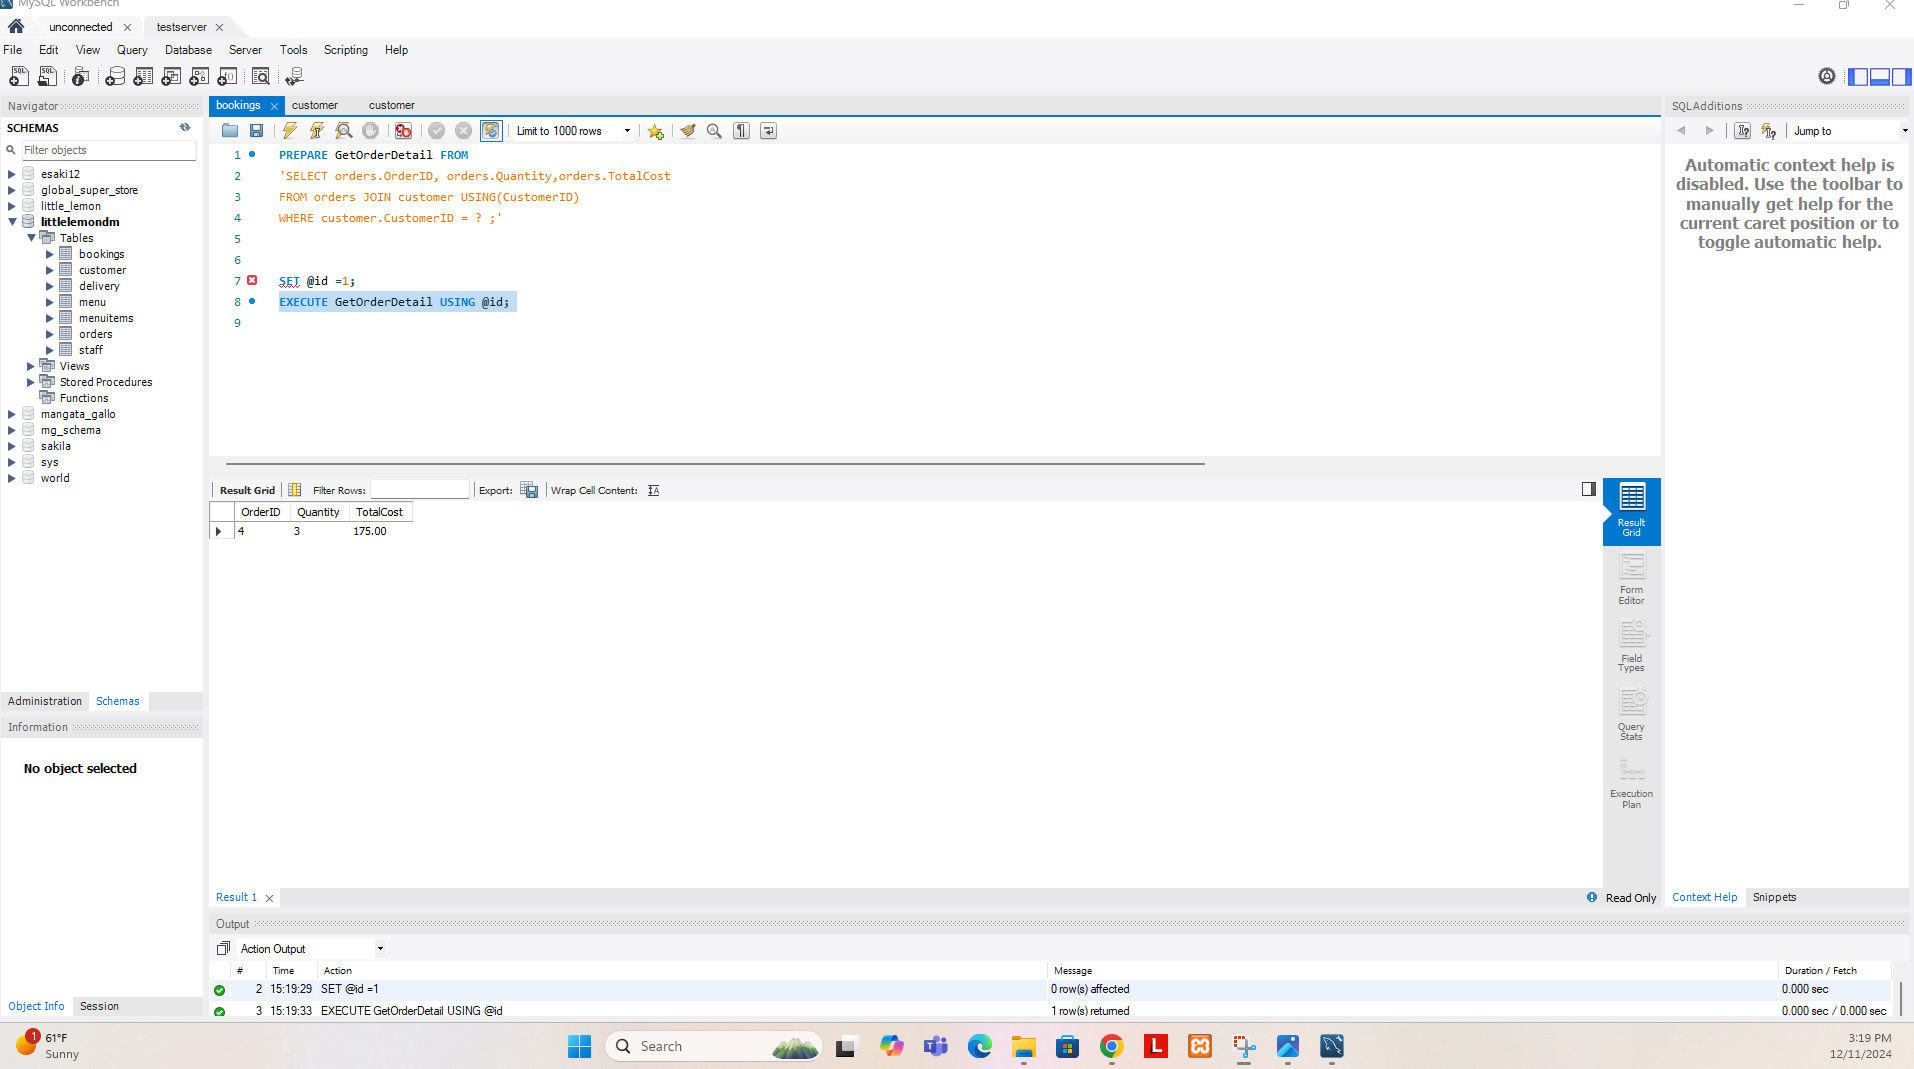 MySQL Workbench
unconnected
testserver
File Edit View Query Database Server Tools Scripting Help
Navigator
SCHEMAS
Filter objects
esaki12
global_super_store
little_lemon
littlelemondm
Tables
bookings
customer
delivery
menu
menuitems
orders
staff
Views
Stored Procedures
Functions
mangata_gallo
mg_schema
sakila
sys
world
Administration Schemas
Information
No object selected
Object Info Session
bookings customer customer
Limit to 1000 rows
1 PREPARE GetOrderDetail FROM
2 'SELECT orders.OrderID, orders.Quantity,orders.TotalCost
3 FROM orders JOIN customer USING(CustomerID)
4 WHERE customer.CustomerID = ? ;'
5
6
7 SET @id =1;
8 EXECUTE GetOrderDetail USING @id;
9
Result Grid Filter Rows: Export: Wrap Cell Content:
OrderID Quantity TotalCost
4 3 175.00
Result
Grid
Form
Editor
Field
Types
Query
Stats
Execution
Plan
Result 1
Read Only
Output
Action Output
# Time Action Message Duration / Fetch
2 15:19:29 SET @id =1 0 row(s) affected 0.000 sec
3 15:19:33 EXECUTE GetOrderDetail USING @id 1 row(s) returned 0.000 sec / 0.000 sec
SQLAdditions
Jump to
Automatic context help is
disabled. Use the toolbar to
manually get help for the
current caret position or to
toggle automatic help.
Context Help Snippets
1
61°F
Sunny
Search
3:19 PM
12/11/2024